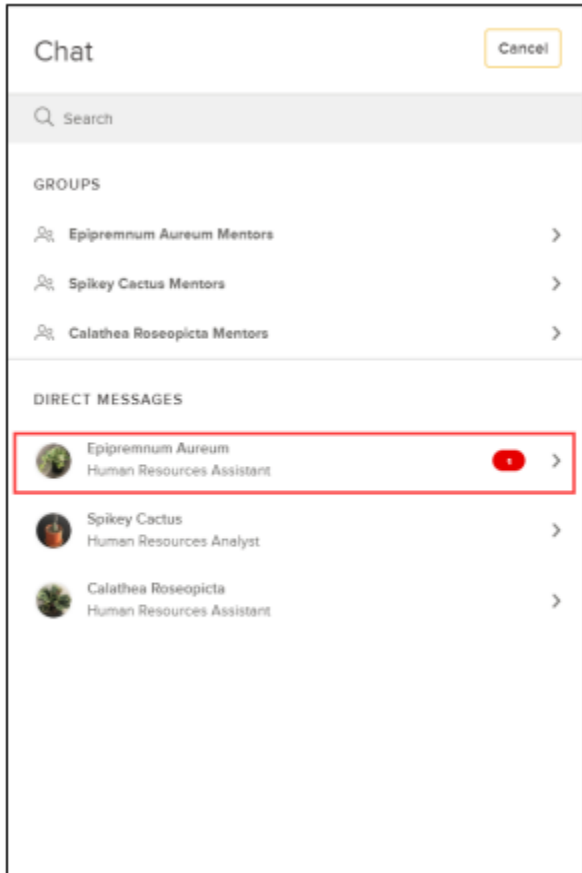 Chat
Cancel
Search
GROUPS
Epipremnum Aureum Mentors
Spikey Cactus Mentors
Calathea Roseopicta Mentors
DIRECT MESSAGES
Epipremnum Aureum
Human Resources Assistant
Spikey Cactus
Human Resources Analyst
Calathea Roseopicta
Human Resources Assistant